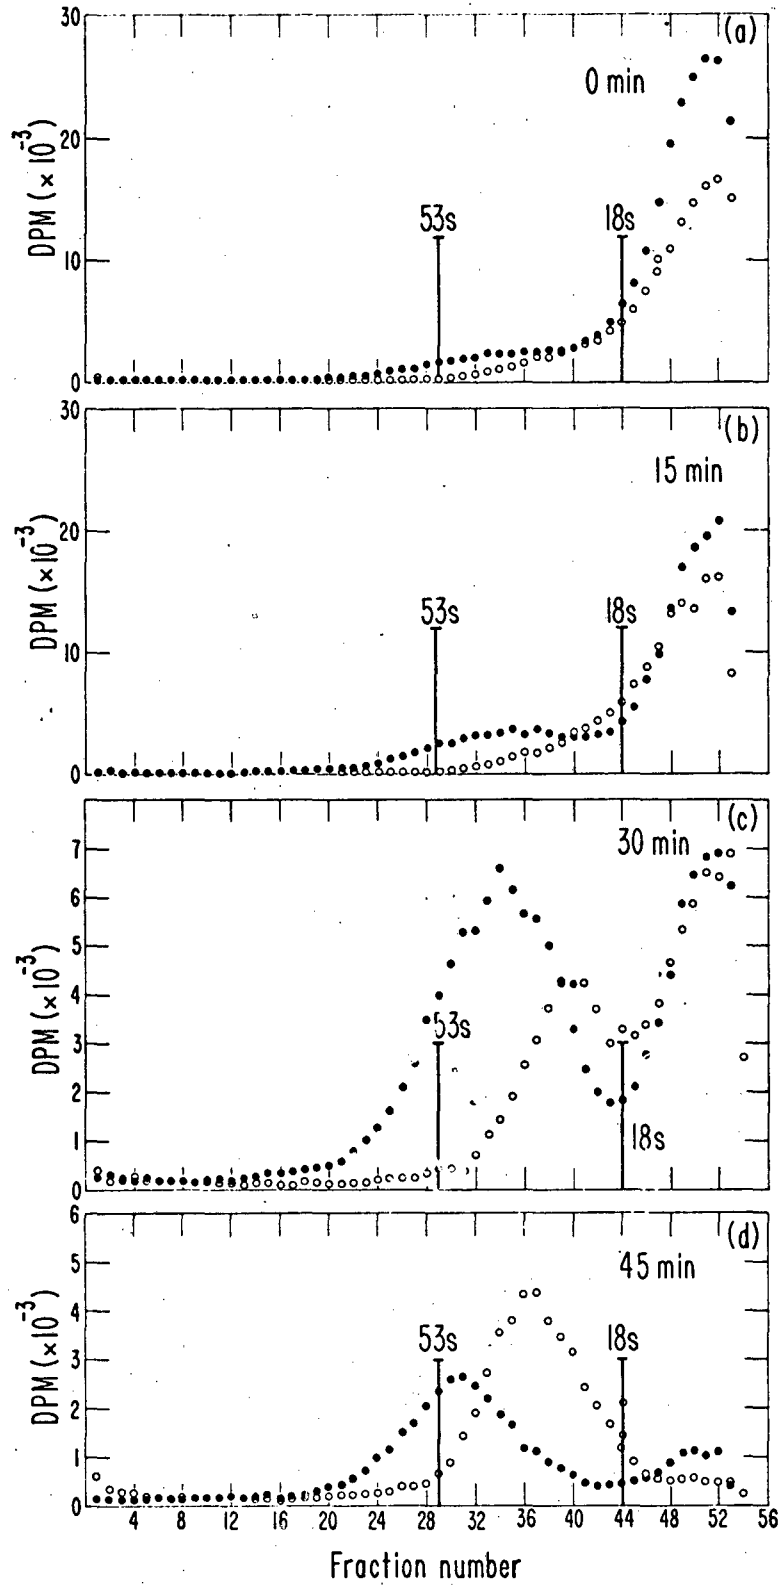 (a)
0 min
30
20
10
0
DPM (×10⁻³)
53s
18s
(b)
15 min
30
20
10
0
DPM (×10⁻³)
53s
18s
(c)
30 min
7
6
5
4
3
2
1
0
DPM (×10⁻³)
53s
18s
(d)
45 min
6
5
4
3
2
1
0
DPM (×10⁻³)
53s
18s
4 8 12 16 20 24 28 32 36 40 44 48 52 56
Fraction number